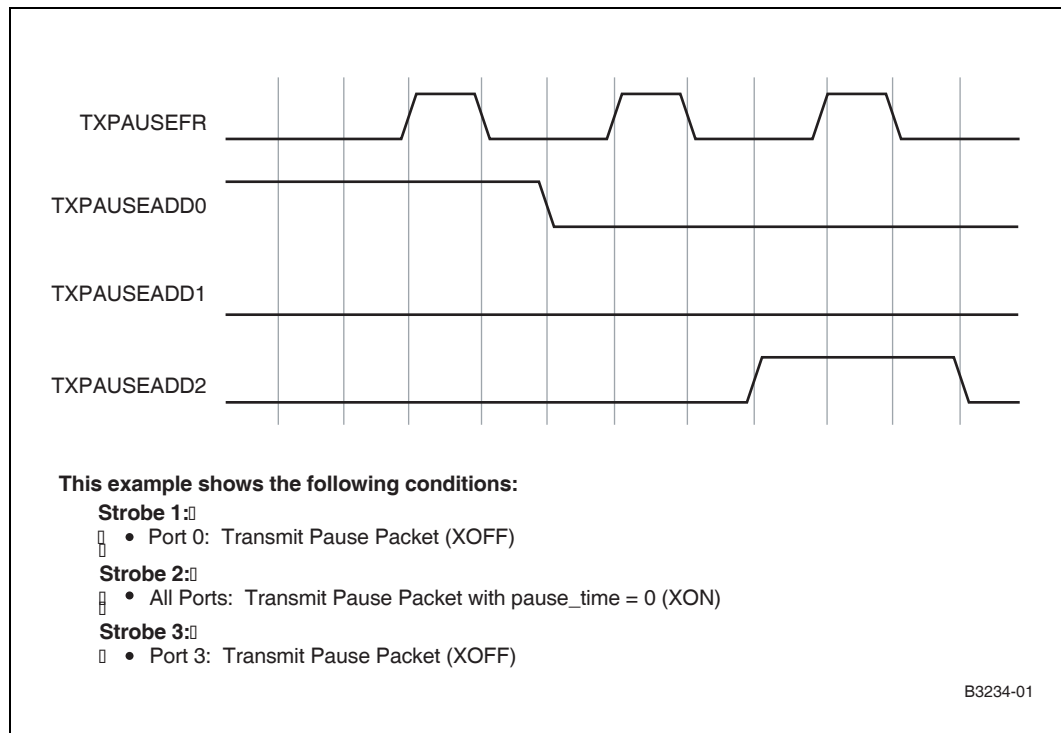 TXPAUSEFR
TXPAUSEADD0
TXPAUSEADD1
TXPAUSEADD2
This example shows the following conditions:
Strobe 1:▯
▯ • Port 0: Transmit Pause Packet (XOFF)
▯
Strobe 2:▯
▯ • All Ports: Transmit Pause Packet with pause_time = 0 (XON)
▯
Strobe 3:▯
▯ • Port 3: Transmit Pause Packet (XOFF)
B3234-01